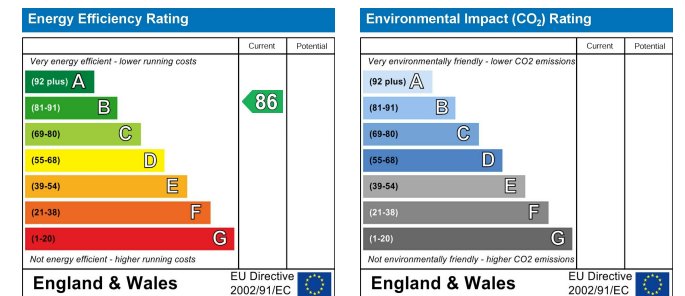 Energy Efficiency Rating
Current Potential
Very energy efficient - lower running costs
(92 plus) A
(81-91) B
86
(69-80) C
(55-68) D
(39-54) E
(21-38) F
(1-20) G
Not energy efficient - higher running costs
England & Wales
EU Directive
2002/91/EC
Environmental Impact (CO2) Rating
Current Potential
Very environmentally friendly - lower CO2 emissions
(92 plus) A
(81-91) B
(69-80) C
(55-68) D
(39-54) E
(21-38) F
(1-20) G
Not environmentally friendly - higher CO2 emissions
England & Wales
EU Directive
2002/91/EC